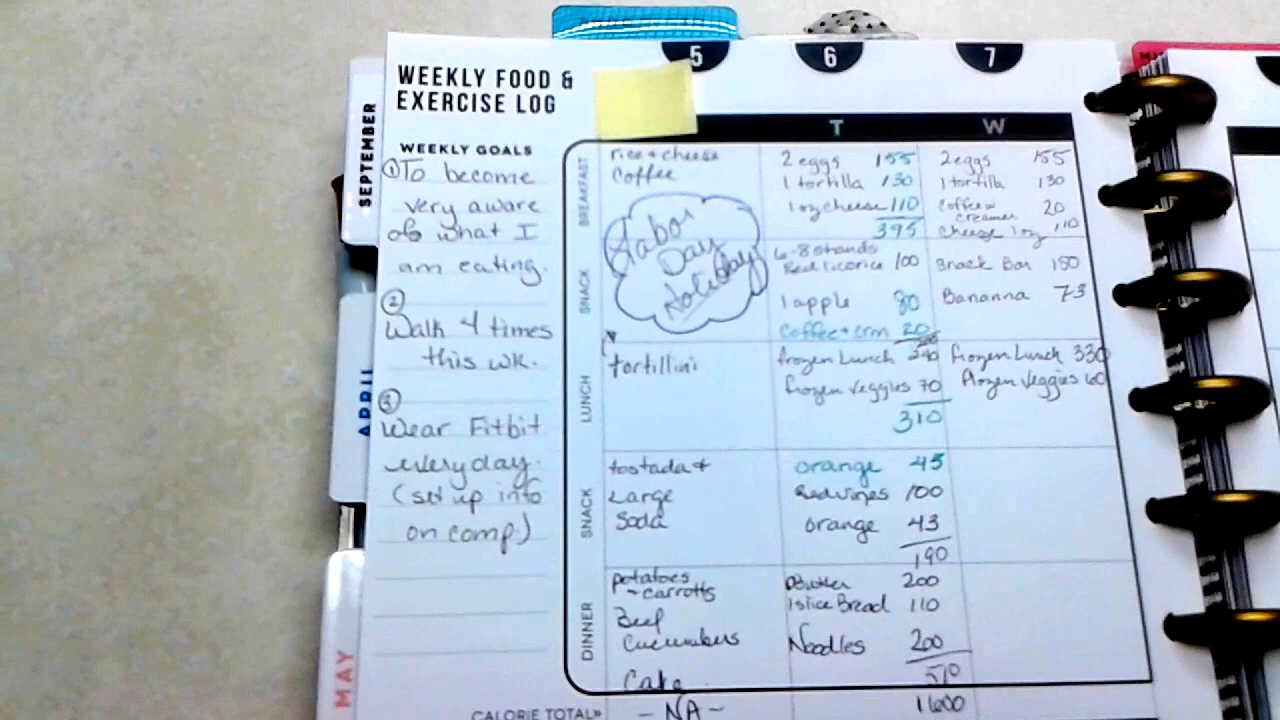 5
6
7
WEEKLY FOOD &
EXERCISE LOG
SEPTEMBER
APRIL
MAY
WEEKLY GOALS
① To become
very aware
of what I
am eating.
②
Walk 4 times
this wk.
③
Wear Fitbit
everyday.
(set up info
on comp.)
T
W
BREAKFAST
rice + cheese
Coffee
Labor
Day
Holiday
2 eggs 155
1 tortilla 130
1 oz cheese 110
395
2 eggs 155
1 tortilla 130
Coffee w
creamer 20
Cheese 1 oz 110
SNACK
6-8 strands
Red licorice 100
1 apple 80
Coffee + crm 20
200
Snack Bar 150
Bananna 73
LUNCH
tortillini
frozen Lunch 240
frozen veggies 70
310
frozen Lunch 330
frozen veggies 60
SNACK
tostada +
Large
Soda
orange 45
Redvines 100
orange 43
190
DINNER
potatoes
+ carrotts
Beef
Cucumbers
Cake
PButter 200
1 slice Bread 110
Noodles 200
510
CALORIE TOTAL»
- NA -
1600